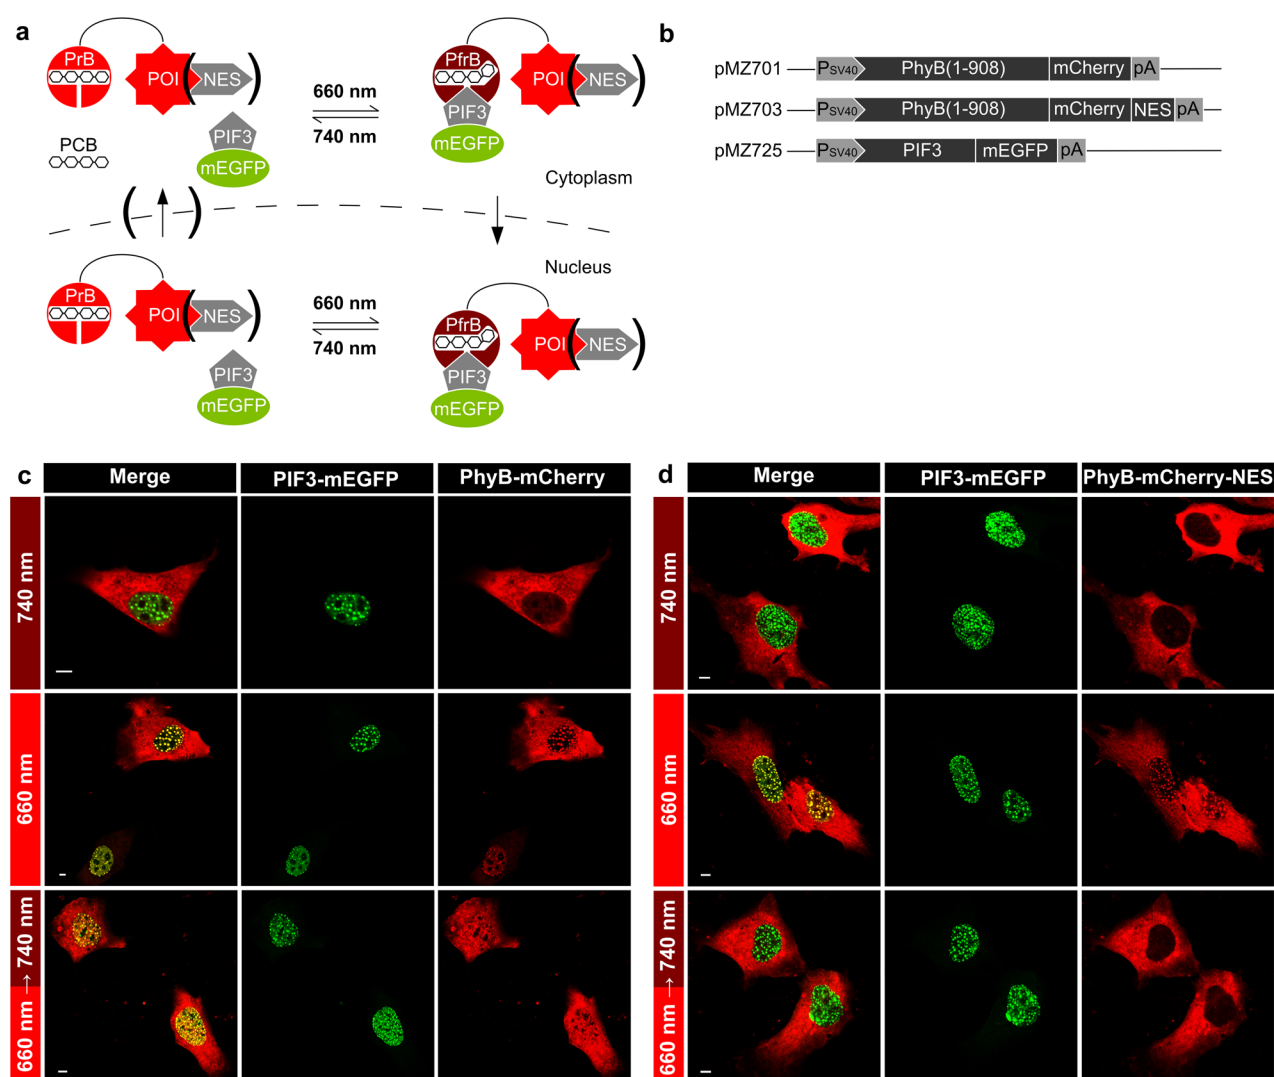 a
PrB
POI
( NES )
PCB
PIF3
mEGFP
660 nm
740 nm
PfrB
POI
( NES )
PIF3
mEGFP
Cytoplasm
( )
Nucleus
PrB
POI
( NES )
PIF3
mEGFP
660 nm
740 nm
PfrB
POI
( NES )
PIF3
mEGFP
b
pMZ701 PSV40 PhyB(1-908) mCherry pA
pMZ703 PSV40 PhyB(1-908) mCherry NES pA
pMZ725 PSV40 PIF3 mEGFP pA
c Merge PIF3-mEGFP PhyB-mCherry
740 nm
660 nm
660 nm → 740 nm
d Merge PIF3-mEGFP PhyB-mCherry-NES
740 nm
660 nm
660 nm → 740 nm